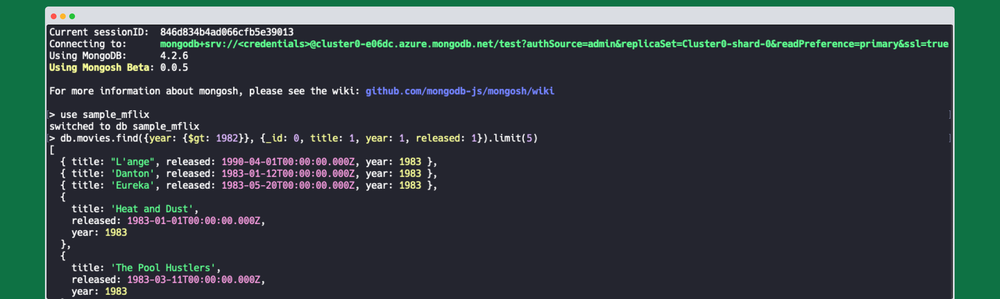 Current sessionID:  846d834b4ad066cfb5e39013
Connecting to:      mongodb+srv://<credentials>@cluster0-e06dc.azure.mongodb.net/test?authSource=admin&replicaSet=Cluster0-shard-0&readPreference=primary&ssl=true
Using MongoDB:      4.2.6
Using Mongosh Beta: 0.0.5
For more information about mongosh, please see the wiki: github.com/mongodb-js/mongosh/wiki
[> use sample_mflix ]
switched to db sample_mflix
[> db.movies.find({year: {$gt: 1982}}, {_id: 0, title: 1, year: 1, released: 1}).limit(5) ]
[
  { title: "L'ange", released: 1990-04-01T00:00:00.000Z, year: 1983 },
  { title: 'Danton', released: 1983-01-12T00:00:00.000Z, year: 1983 },
  { title: 'Eureka', released: 1983-05-20T00:00:00.000Z, year: 1983 },
  {
    title: 'Heat and Dust',
    released: 1983-01-01T00:00:00.000Z,
    year: 1983
  },
  {
    title: 'The Pool Hustlers',
    released: 1983-03-11T00:00:00.000Z,
    year: 1983